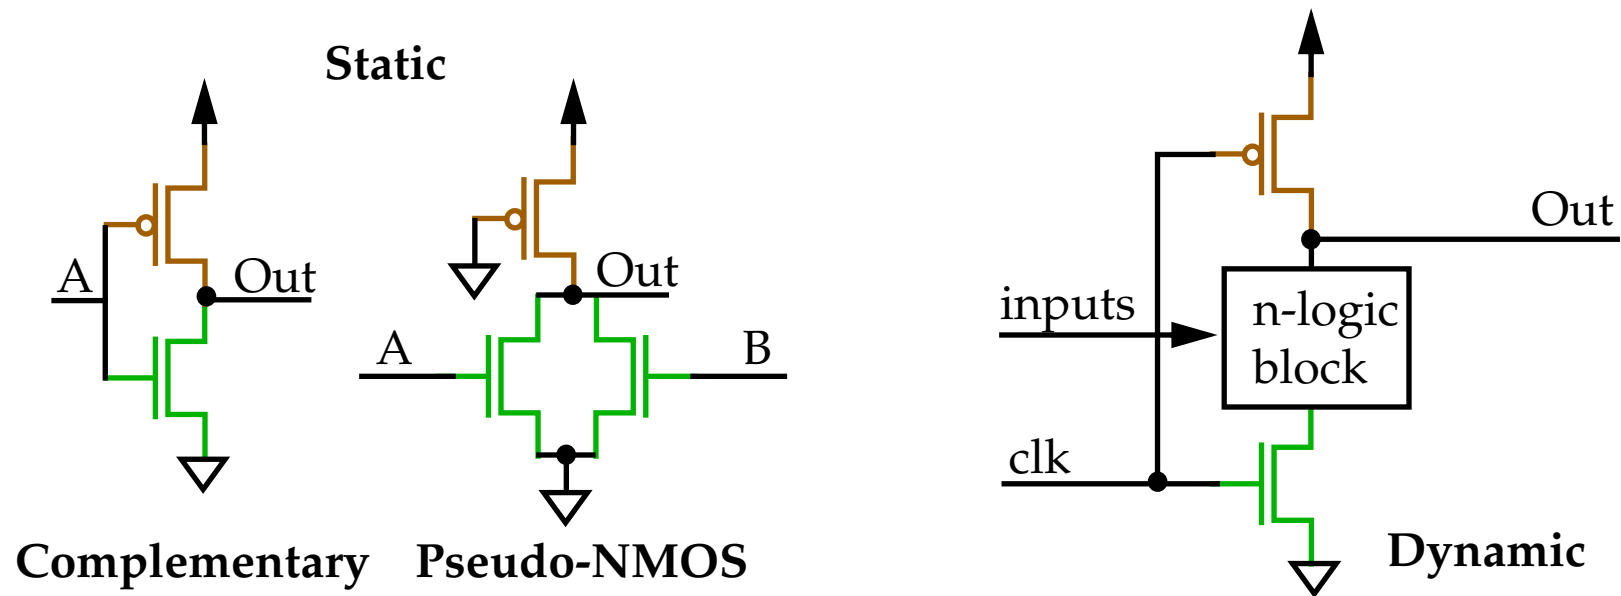 Static
A
Out
Complementary
Out
A
B
Pseudo-NMOS
Out
inputs
n-logic
block
clk
Dynamic